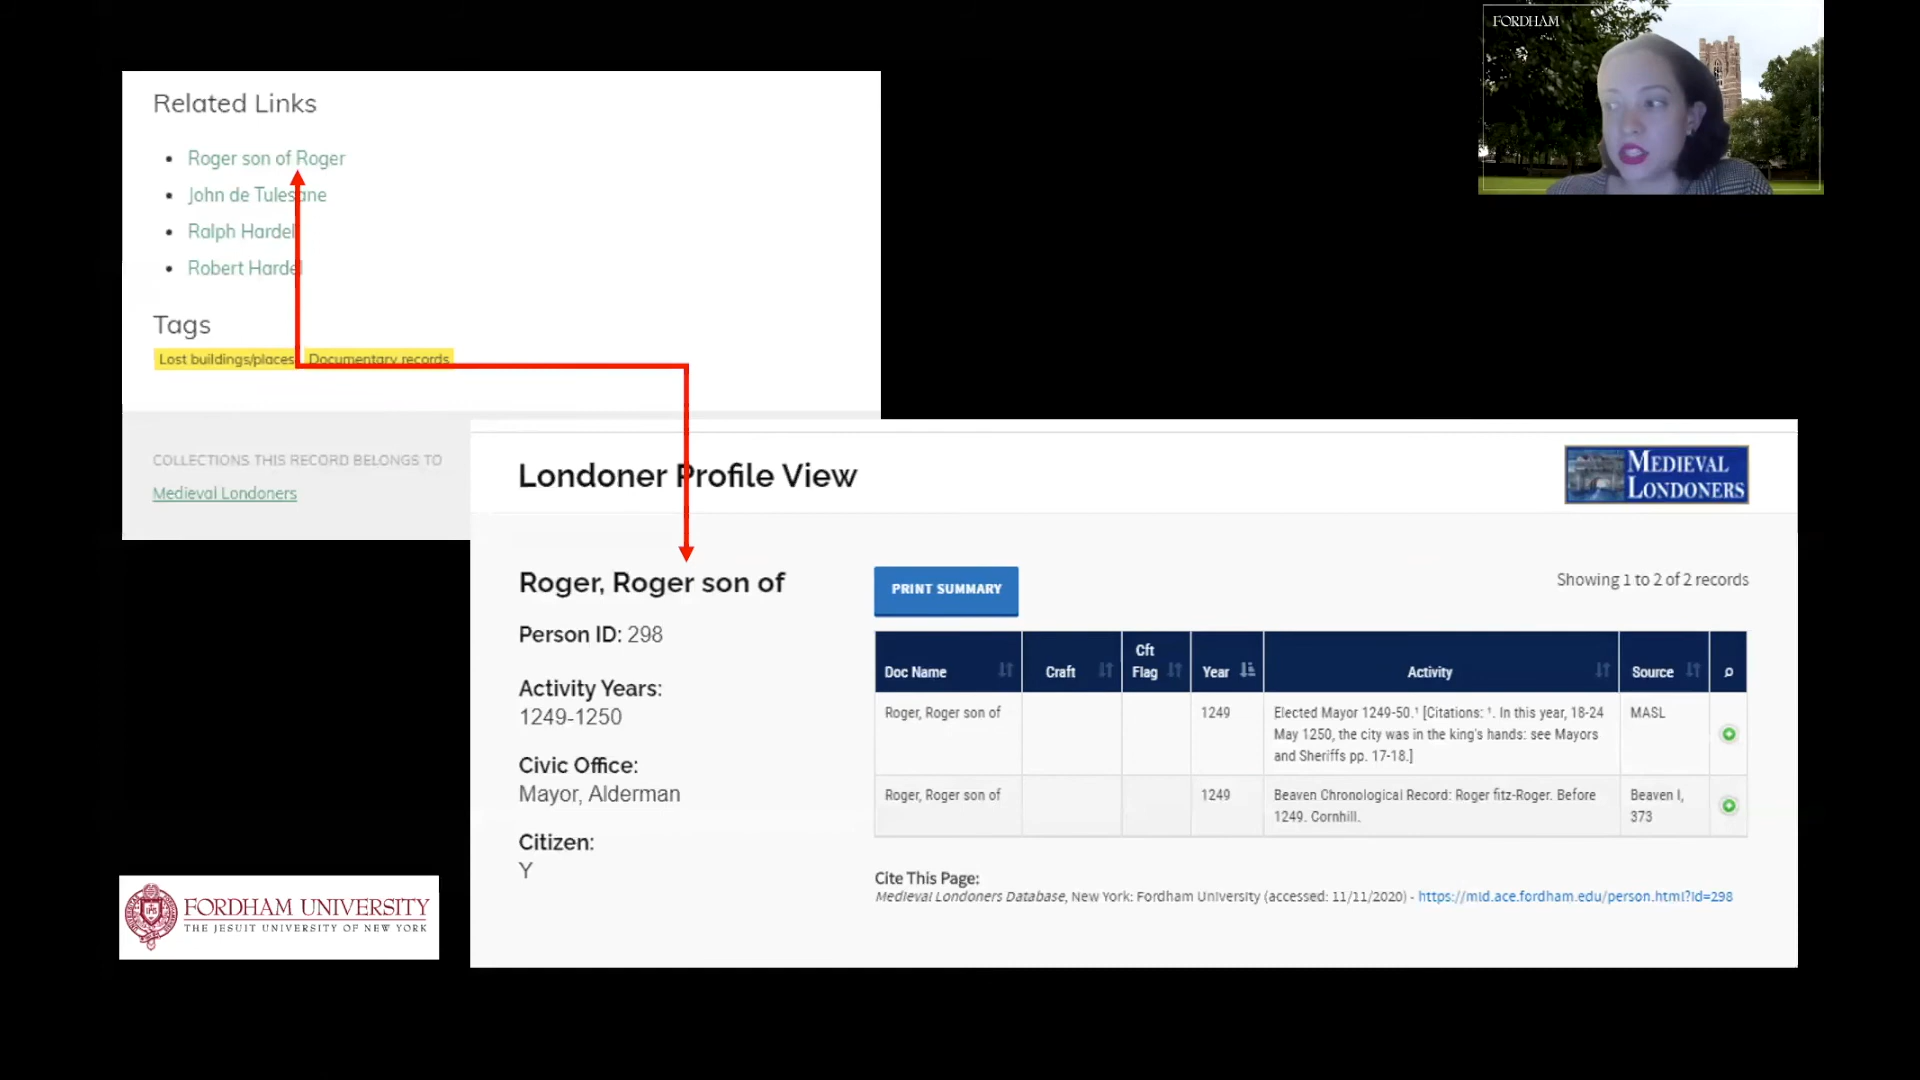 FORDHAM
Related Links
Roger son of Roger
John de Tulesane
Ralph Hardel
Robert Hardel
Tags
Lost buildings/places Documentary records
COLLECTIONS THIS RECORD BELONGS TO
Medieval Londoners
Londoner Profile View
MEDIEVAL
LONDONERS
Roger, Roger son of
Person ID: 298
Activity Years:
1249-1250
Civic Office:
Mayor, Alderman
Citizen:
Y
PRINT SUMMARY
Showing 1 to 2 of 2 records
Doc Name Craft Cft Flag Year Activity Source
Roger, Roger son of 1249 Elected Mayor 1249-50.¹ [Citations: ¹. In this year, 18-24 MASL
May 1250, the city was in the king's hands: see Mayors
and Sheriffs pp. 17-18.]
Roger, Roger son of 1249 Beaven Chronological Record: Roger fitz-Roger. Before Beaven I,
1249. Cornhill. 373
Cite This Page:
Medieval Londoners Database, New York: Fordham University (accessed: 11/11/2020) - https://mld.ace.fordham.edu/person.html?id=298
FORDHAM UNIVERSITY
THE JESUIT UNIVERSITY OF NEW YORK